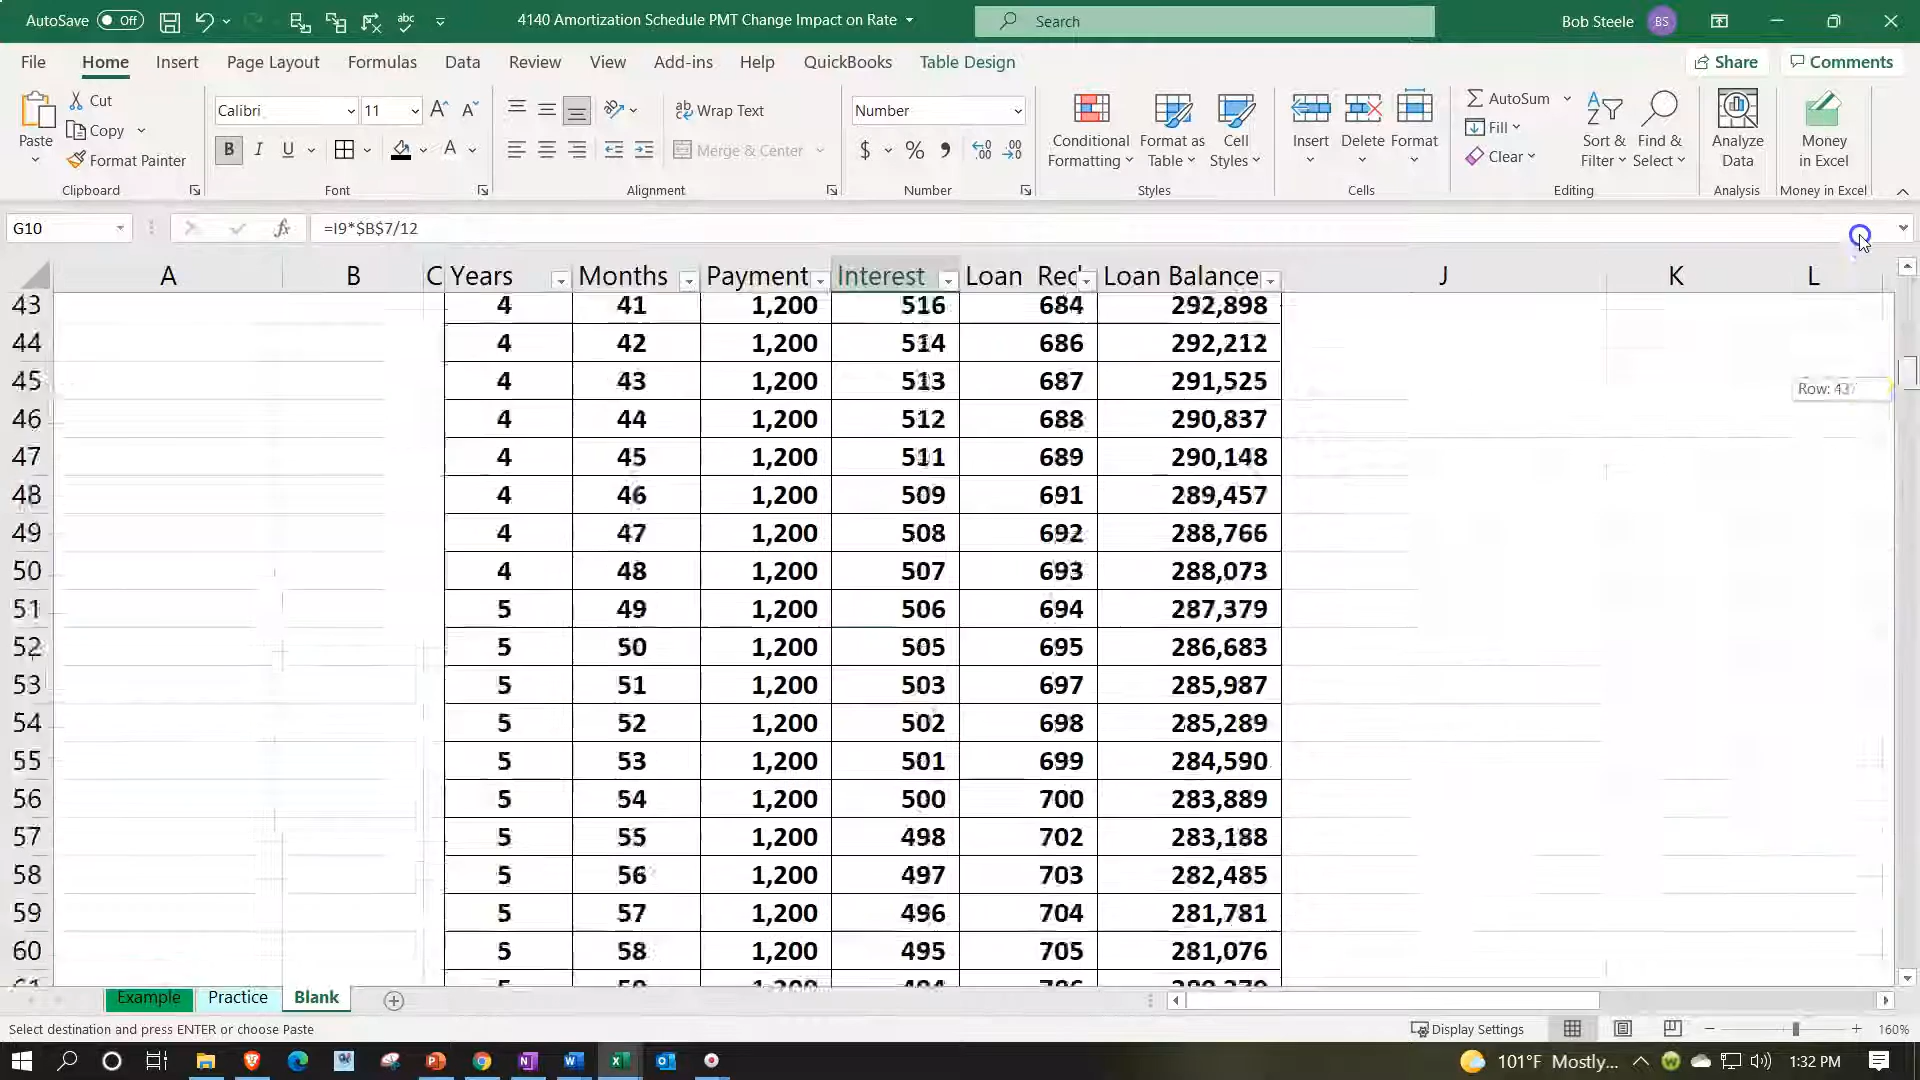 AutoSave Off
4140 Amortization Schedule PMT Change Impact on Rate
Search
Bob Steele BS
File Home Insert Page Layout Formulas Data Review View Add-ins Help QuickBooks Table Design
Share Comments
Paste Cut Copy Format Painter Clipboard
Calibri 11 B I U Font
Wrap Text Merge & Center Alignment
Number $ % Number
Conditional Formatting Format as Table Cell Styles Styles
Insert Delete Format Cells
AutoSum Fill Clear Sort & Filter Find & Select Editing
Analyze Data Analysis
Money in Excel Money in Excel
G10 fx =I9*$B$7/12
A B C Years Months Payment Interest Loan Red Loan Balance J K L
43 4 41 1,200 516 684 292,898
44 4 42 1,200 514 686 292,212
45 4 43 1,200 513 687 291,525
46 4 44 1,200 512 688 290,837
47 4 45 1,200 511 689 290,148
48 4 46 1,200 509 691 289,457
49 4 47 1,200 508 692 288,766
50 4 48 1,200 507 693 288,073
51 5 49 1,200 506 694 287,379
52 5 50 1,200 505 695 286,683
53 5 51 1,200 503 697 285,987
54 5 52 1,200 502 698 285,289
55 5 53 1,200 501 699 284,590
56 5 54 1,200 500 700 283,889
57 5 55 1,200 498 702 283,188
58 5 56 1,200 497 703 282,485
59 5 57 1,200 496 704 281,781
60 5 58 1,200 495 705 281,076
Row:
Example Practice Blank
Select destination and press ENTER or choose Paste
Display Settings 160%
101°F Mostly... 1:32 PM